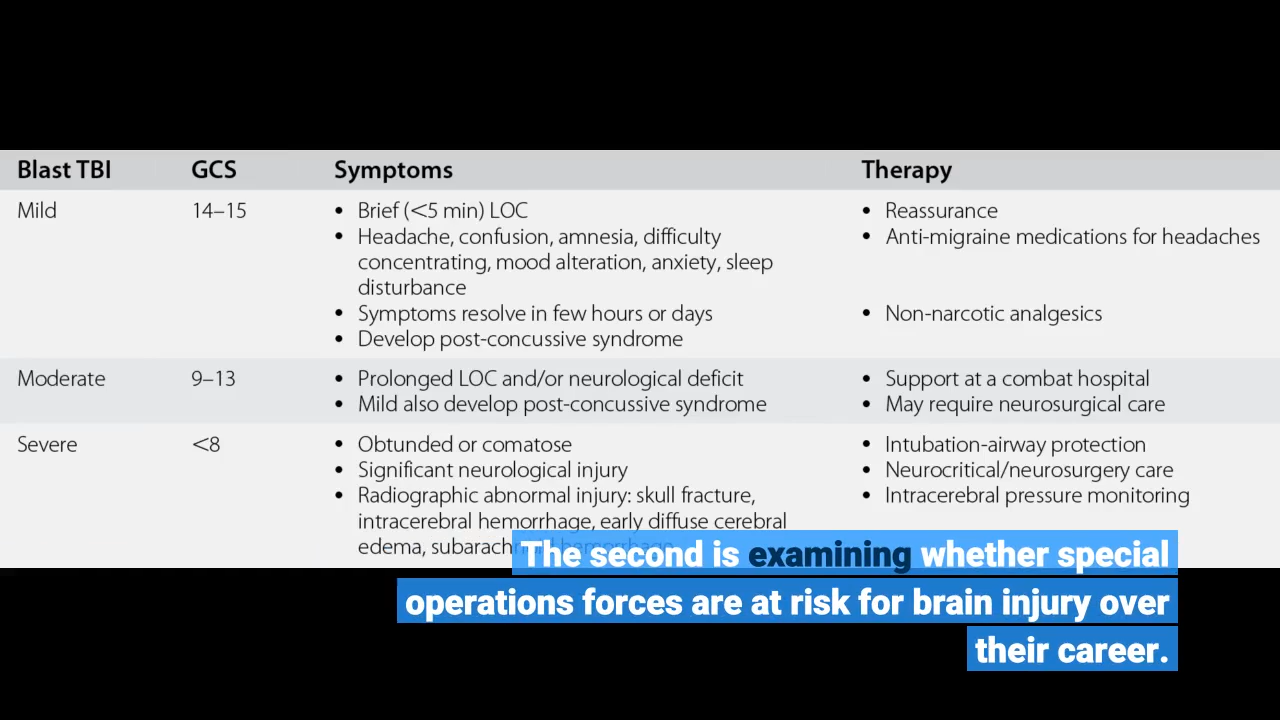 Blast TBI GCS Symptoms Therapy
Mild 14–15 • Brief (<5 min) LOC • Reassurance
• Headache, confusion, amnesia, difficulty • Anti-migraine medications for headaches
concentrating, mood alteration, anxiety, sleep
disturbance
• Symptoms resolve in few hours or days • Non-narcotic analgesics
• Develop post-concussive syndrome
Moderate 9–13 • Prolonged LOC and/or neurological deficit • Support at a combat hospital
• Mild also develop post-concussive syndrome • May require neurosurgical care
Severe <8 • Obtunded or comatose • Intubation-airway protection
• Significant neurological injury • Neurocritical/neurosurgery care
• Radiographic abnormal injury: skull fracture, • Intracerebral pressure monitoring
intracerebral hemorrhage, early diffuse cerebral
edema, subarachnoid hemorrhage
The second is examining whether special
operations forces are at risk for brain injury over
their career.